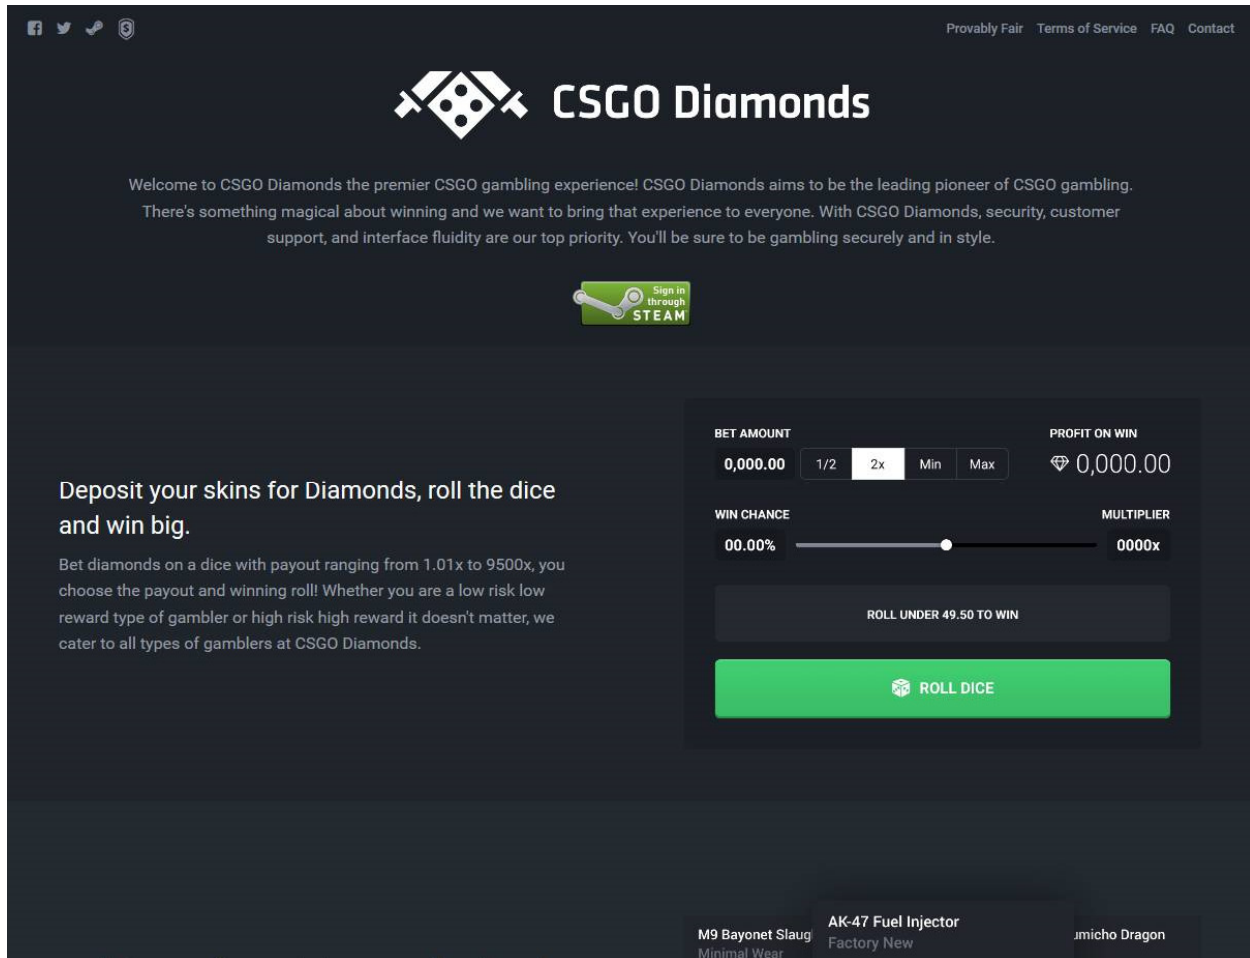 Provably Fair Terms of Service FAQ Contact
CSGO Diamonds
Welcome to CSGO Diamonds the premier CSGO gambling experience! CSGO Diamonds aims to be the leading pioneer of CSGO gambling.
There's something magical about winning and we want to bring that experience to everyone. With CSGO Diamonds, security, customer
support, and interface fluidity are our top priority. You'll be sure to be gambling securely and in style.
Sign in
through
STEAM
Deposit your skins for Diamonds, roll the dice
and win big.
Bet diamonds on a dice with payout ranging from 1.01x to 9500x, you
choose the payout and winning roll! Whether you are a low risk low
reward type of gambler or high risk high reward it doesn't matter, we
cater to all types of gamblers at CSGO Diamonds.
BET AMOUNT PROFIT ON WIN
0,000.00 1/2 2x Min Max 0,000.00
WIN CHANCE MULTIPLIER
00.00% 0000x
ROLL UNDER 49.50 TO WIN
ROLL DICE
M9 Bayonet Slaug
Minimal Wear
AK-47 Fuel Injector
Factory New
umicho Dragon